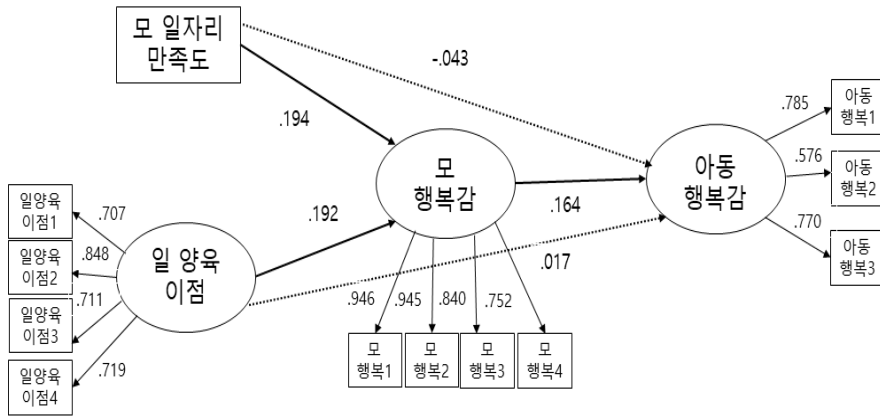 모 일자리
만족도
-.043
.194
.785
아동
행복1
아동
행복감
.576
아동
행복2
모
행복감
.164
.770
아동
행복3
일양육
이점1
.707
.192
일양육
이점2
.848
일 양육
이점
.017
.711
일양육
이점3
.946
.945
.840
.752
.719
일양육
이점4
모
행복1
모
행복2
모
행복3
모
행복4